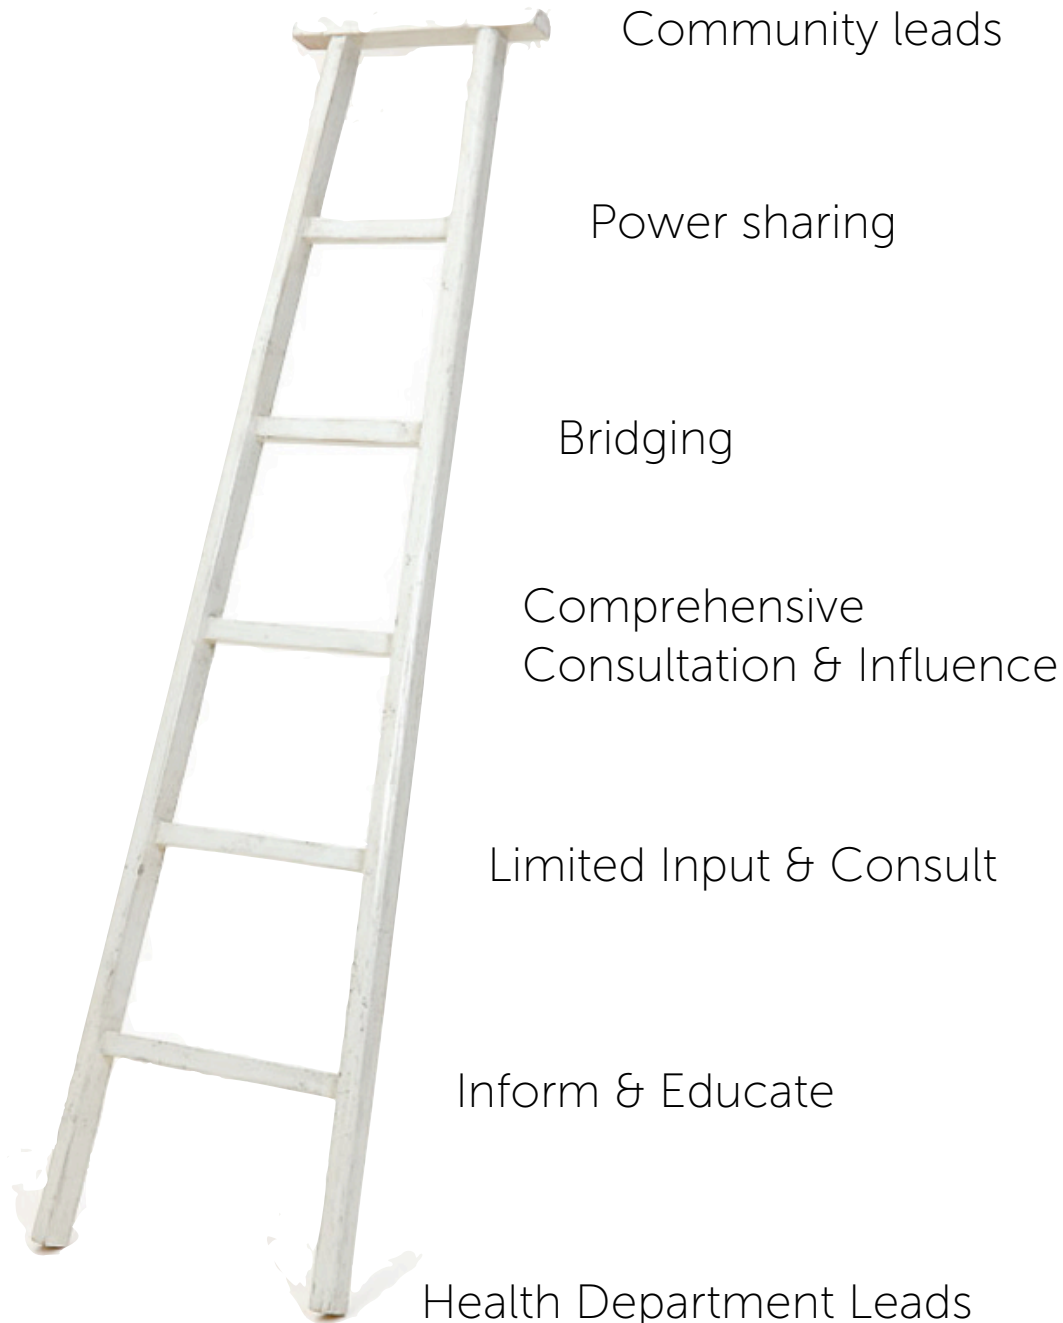 Community leads
Power sharing
Bridging
Comprehensive
Consultation & Influence
Limited Input & Consult
Inform & Educate
Health Department Leads